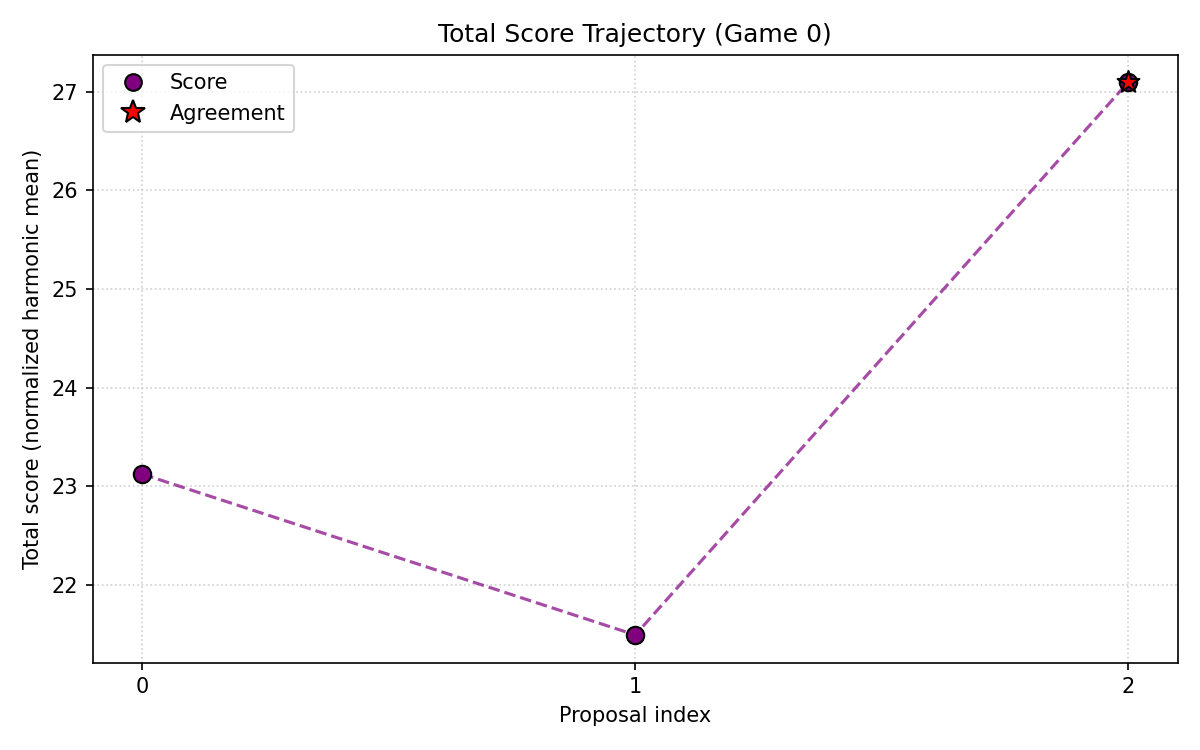 Total Score Trajectory (Game 0)
Score
Agreement
Total score (normalized harmonic mean)
27
26
25
24
23
22
0
1
2
Proposal index